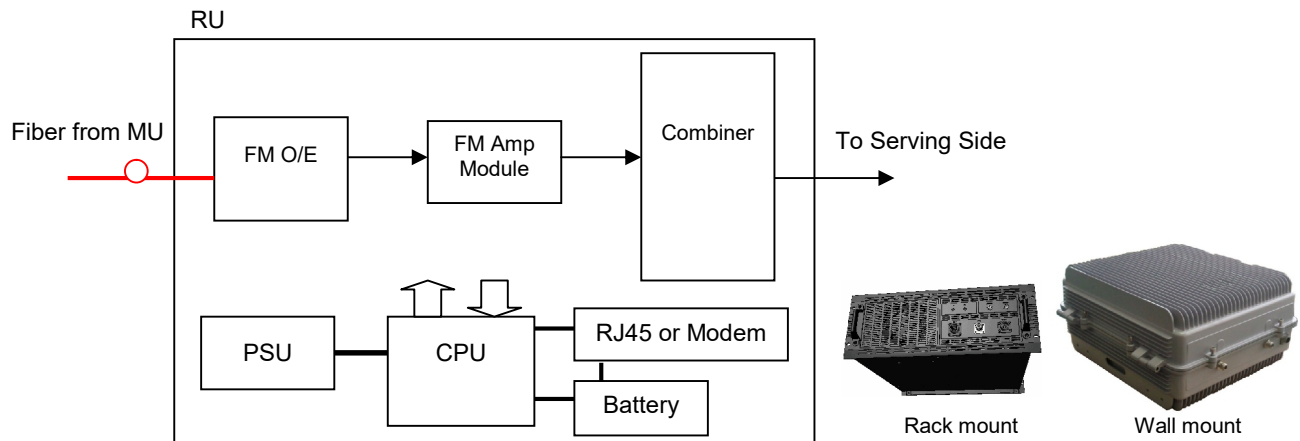 RU
Fiber from MU
FM O/E
FM Amp
Module
Combiner
To Serving Side
PSU
CPU
RJ45 or Modem
Battery
Rack mount
Wall mount